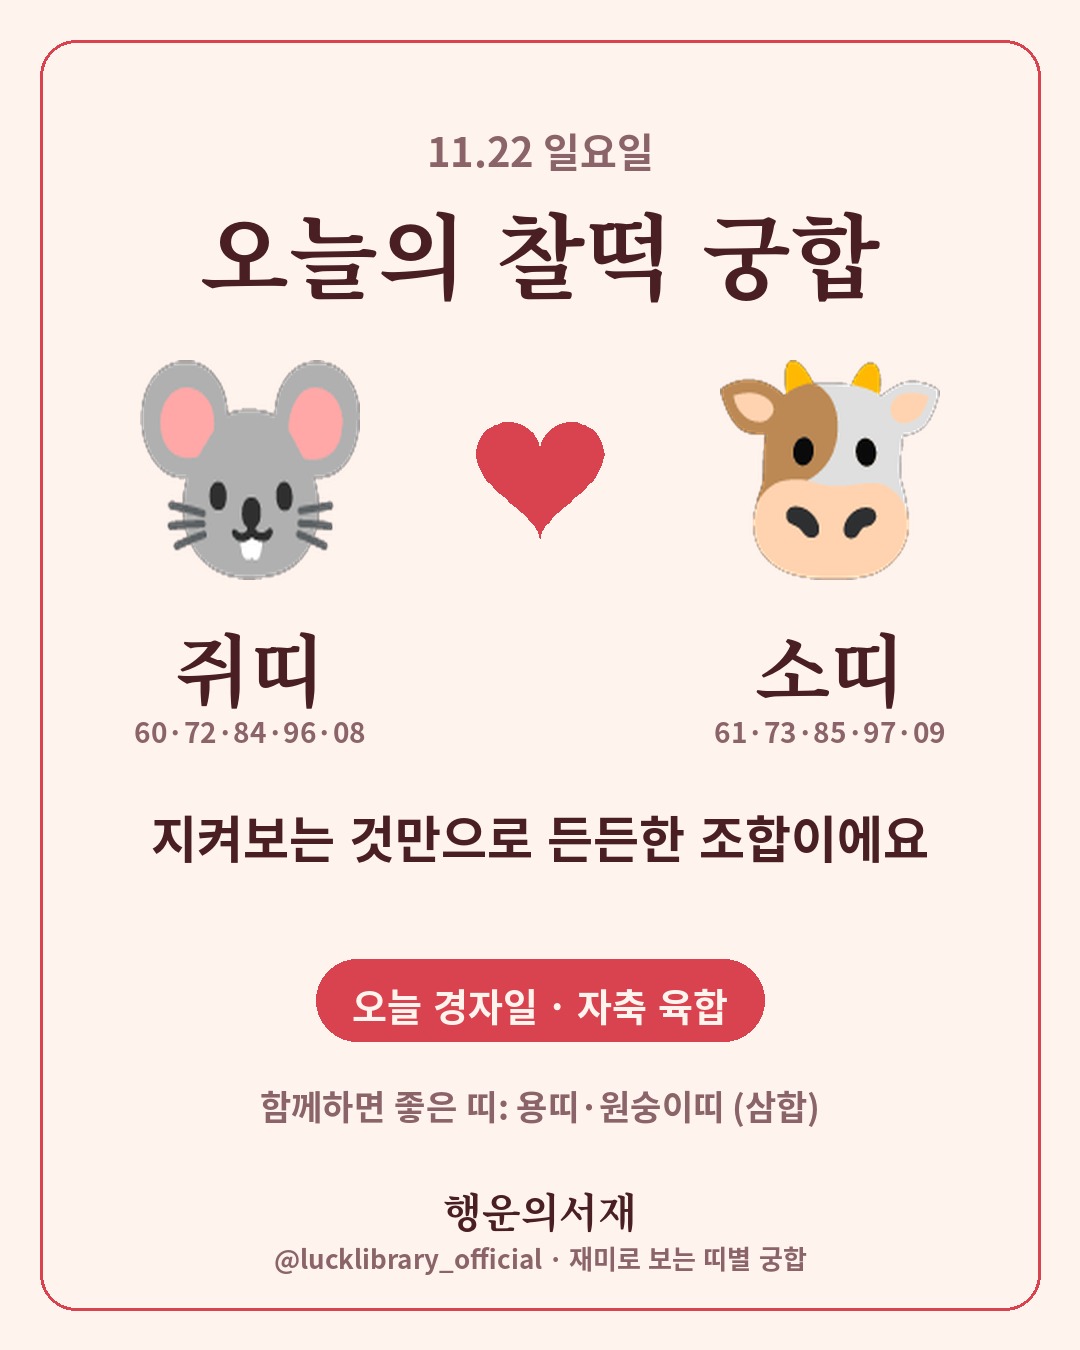 11.22 일요일
오늘의 찰떡 궁합
쥐띠
소띠
60·72·84·96·08
61·73·85·97·09
지켜보는 것만으로 든든한 조합이에요
오늘 경자일 · 자축 육합
함께하면 좋은 띠: 용띠·원숭이띠 (삼합)
행운의서재
@lucklibrary_official · 재미로 보는 띠별 궁합